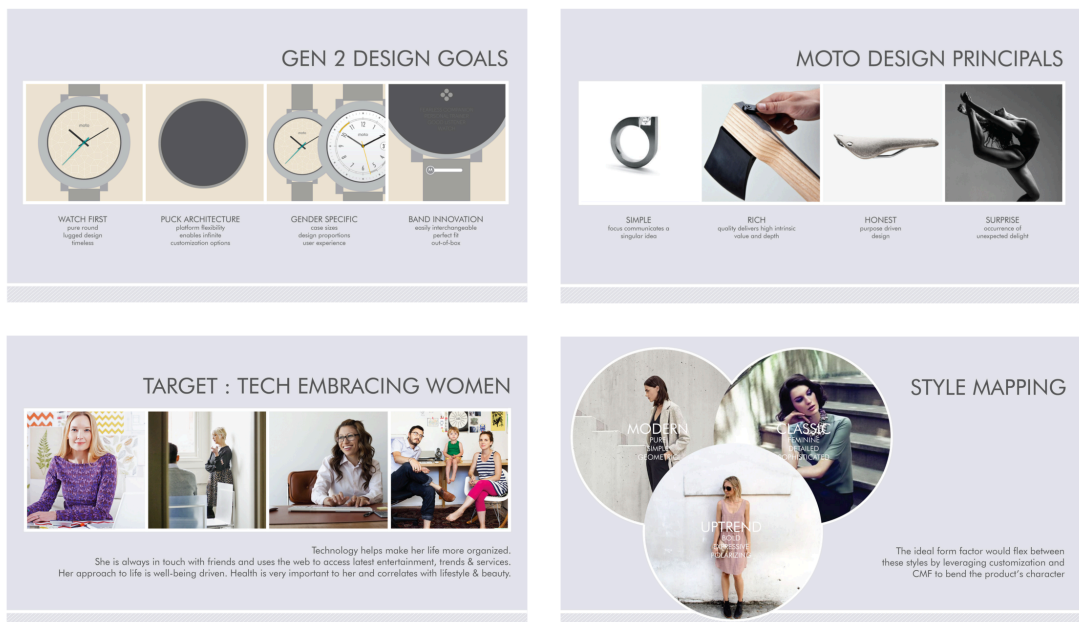 GEN 2 DESIGN GOALS
WATCH FIRST
pure round
lugged design
timeless
PUCK ARCHITECTURE
platform flexibility
enables infinite
customization options
GENDER SPECIFIC
case sizes
design proportions
user experience
BAND INNOVATION
easily interchangeable
perfect fit
out-of-box
MOTO DESIGN PRINCIPALS
SIMPLE
focus communicates a
singular idea
RICH
quality delivers high intrinsic
value and depth
HONEST
purpose driven
design
SURPRISE
occurrence of
unexpected delight
TARGET : TECH EMBRACING WOMEN
Technology helps make her life more organized.
She is always in touch with friends and uses the web to access latest entertainment, trends & services.
Her approach to life is well-being driven. Health is very important to her and correlates with lifestyle & beauty.
STYLE MAPPING
MODERN
PURE
SIMPLE
GEOMETRIC
CLASSIC
FEMININE
DETAILED
SOPHISTICATED
UPTREND
BOLD
EXPRESSIVE
POLARIZING
The ideal form factor would flex between
these styles by leveraging customization and
CMF to bend the product's character